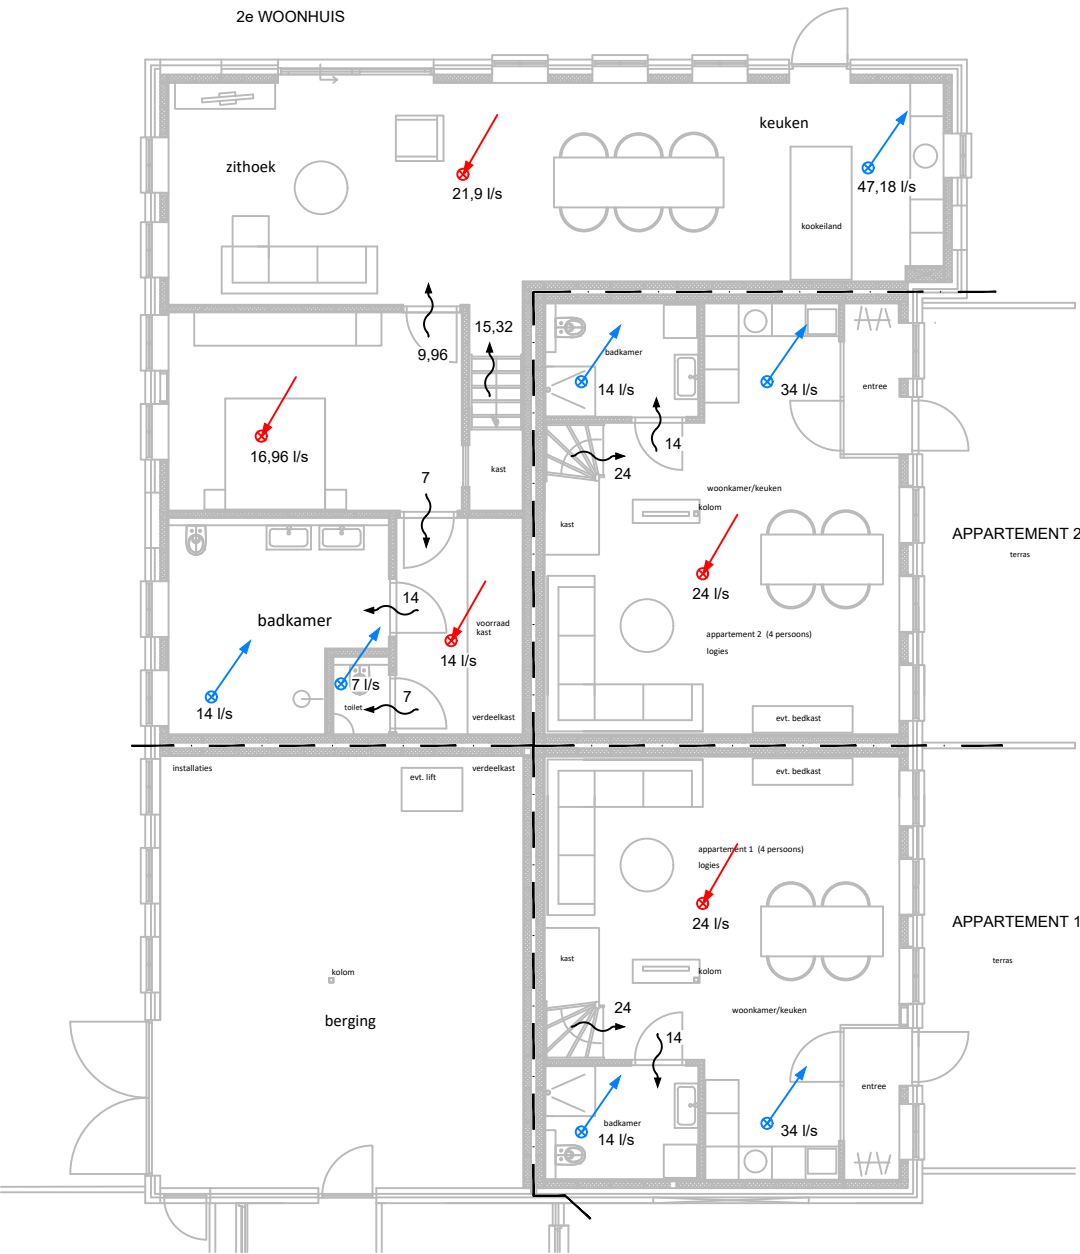 2e WOONHUIS
keuken
zithoek
21,9 l/s
47,18 l/s
kookeiland
15,32
9,96
badkamer
14 l/s
34 l/s
entree
16,96 l/s
14
24
7
kast
woonkamer/keuken
kolom
kast
APPARTEMENT 2
terras
24 l/s
14
badkamer
voorraad
kast
appartement 2 (4 persoons)
logies
14 l/s
7 l/s
7
toilet
14 l/s
verdeelkast
evt. bedkast
installaties
verdeelkast
evt. lift
evt. bedkast
appartement 1 (4 persoons)
logies
24 l/s
APPARTEMENT 1
terras
kast
kolom
kolom
berging
24
woonkamer/keuken
14
entree
badkamer
14 l/s
34 l/s